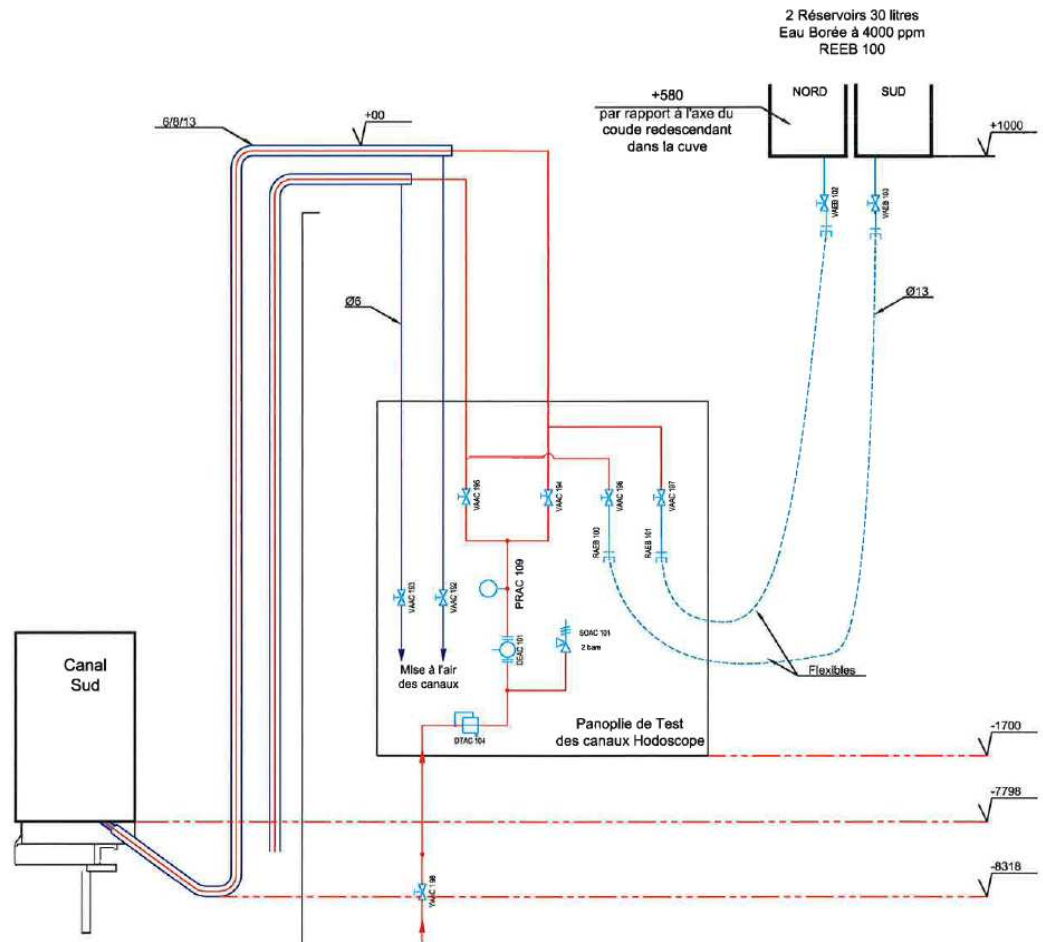 2 Réservoirs 30 litres
Eau Borée à 4000 ppm
REEB 100
NORD
SUD
+580
par rapport à l'axe du
coude redescendant
dans la cuve
+1000
6/8/13
+00
VAEB 102
VAEB 103
Ø6
Ø13
VAAC 195
VAAC 194
VAAC 196
VAAC 197
RAEB 100
RAEB 101
PRAC 109
VAAC 193
VAAC 192
DEAC 101
SOAC 101
2 bars
Mise à l'air
des canaux
Flexibles
Canal
Sud
DTAC 104
Panoplie de Test
des canaux Hodoscope
-1700
-7798
-8318
VAAC 198